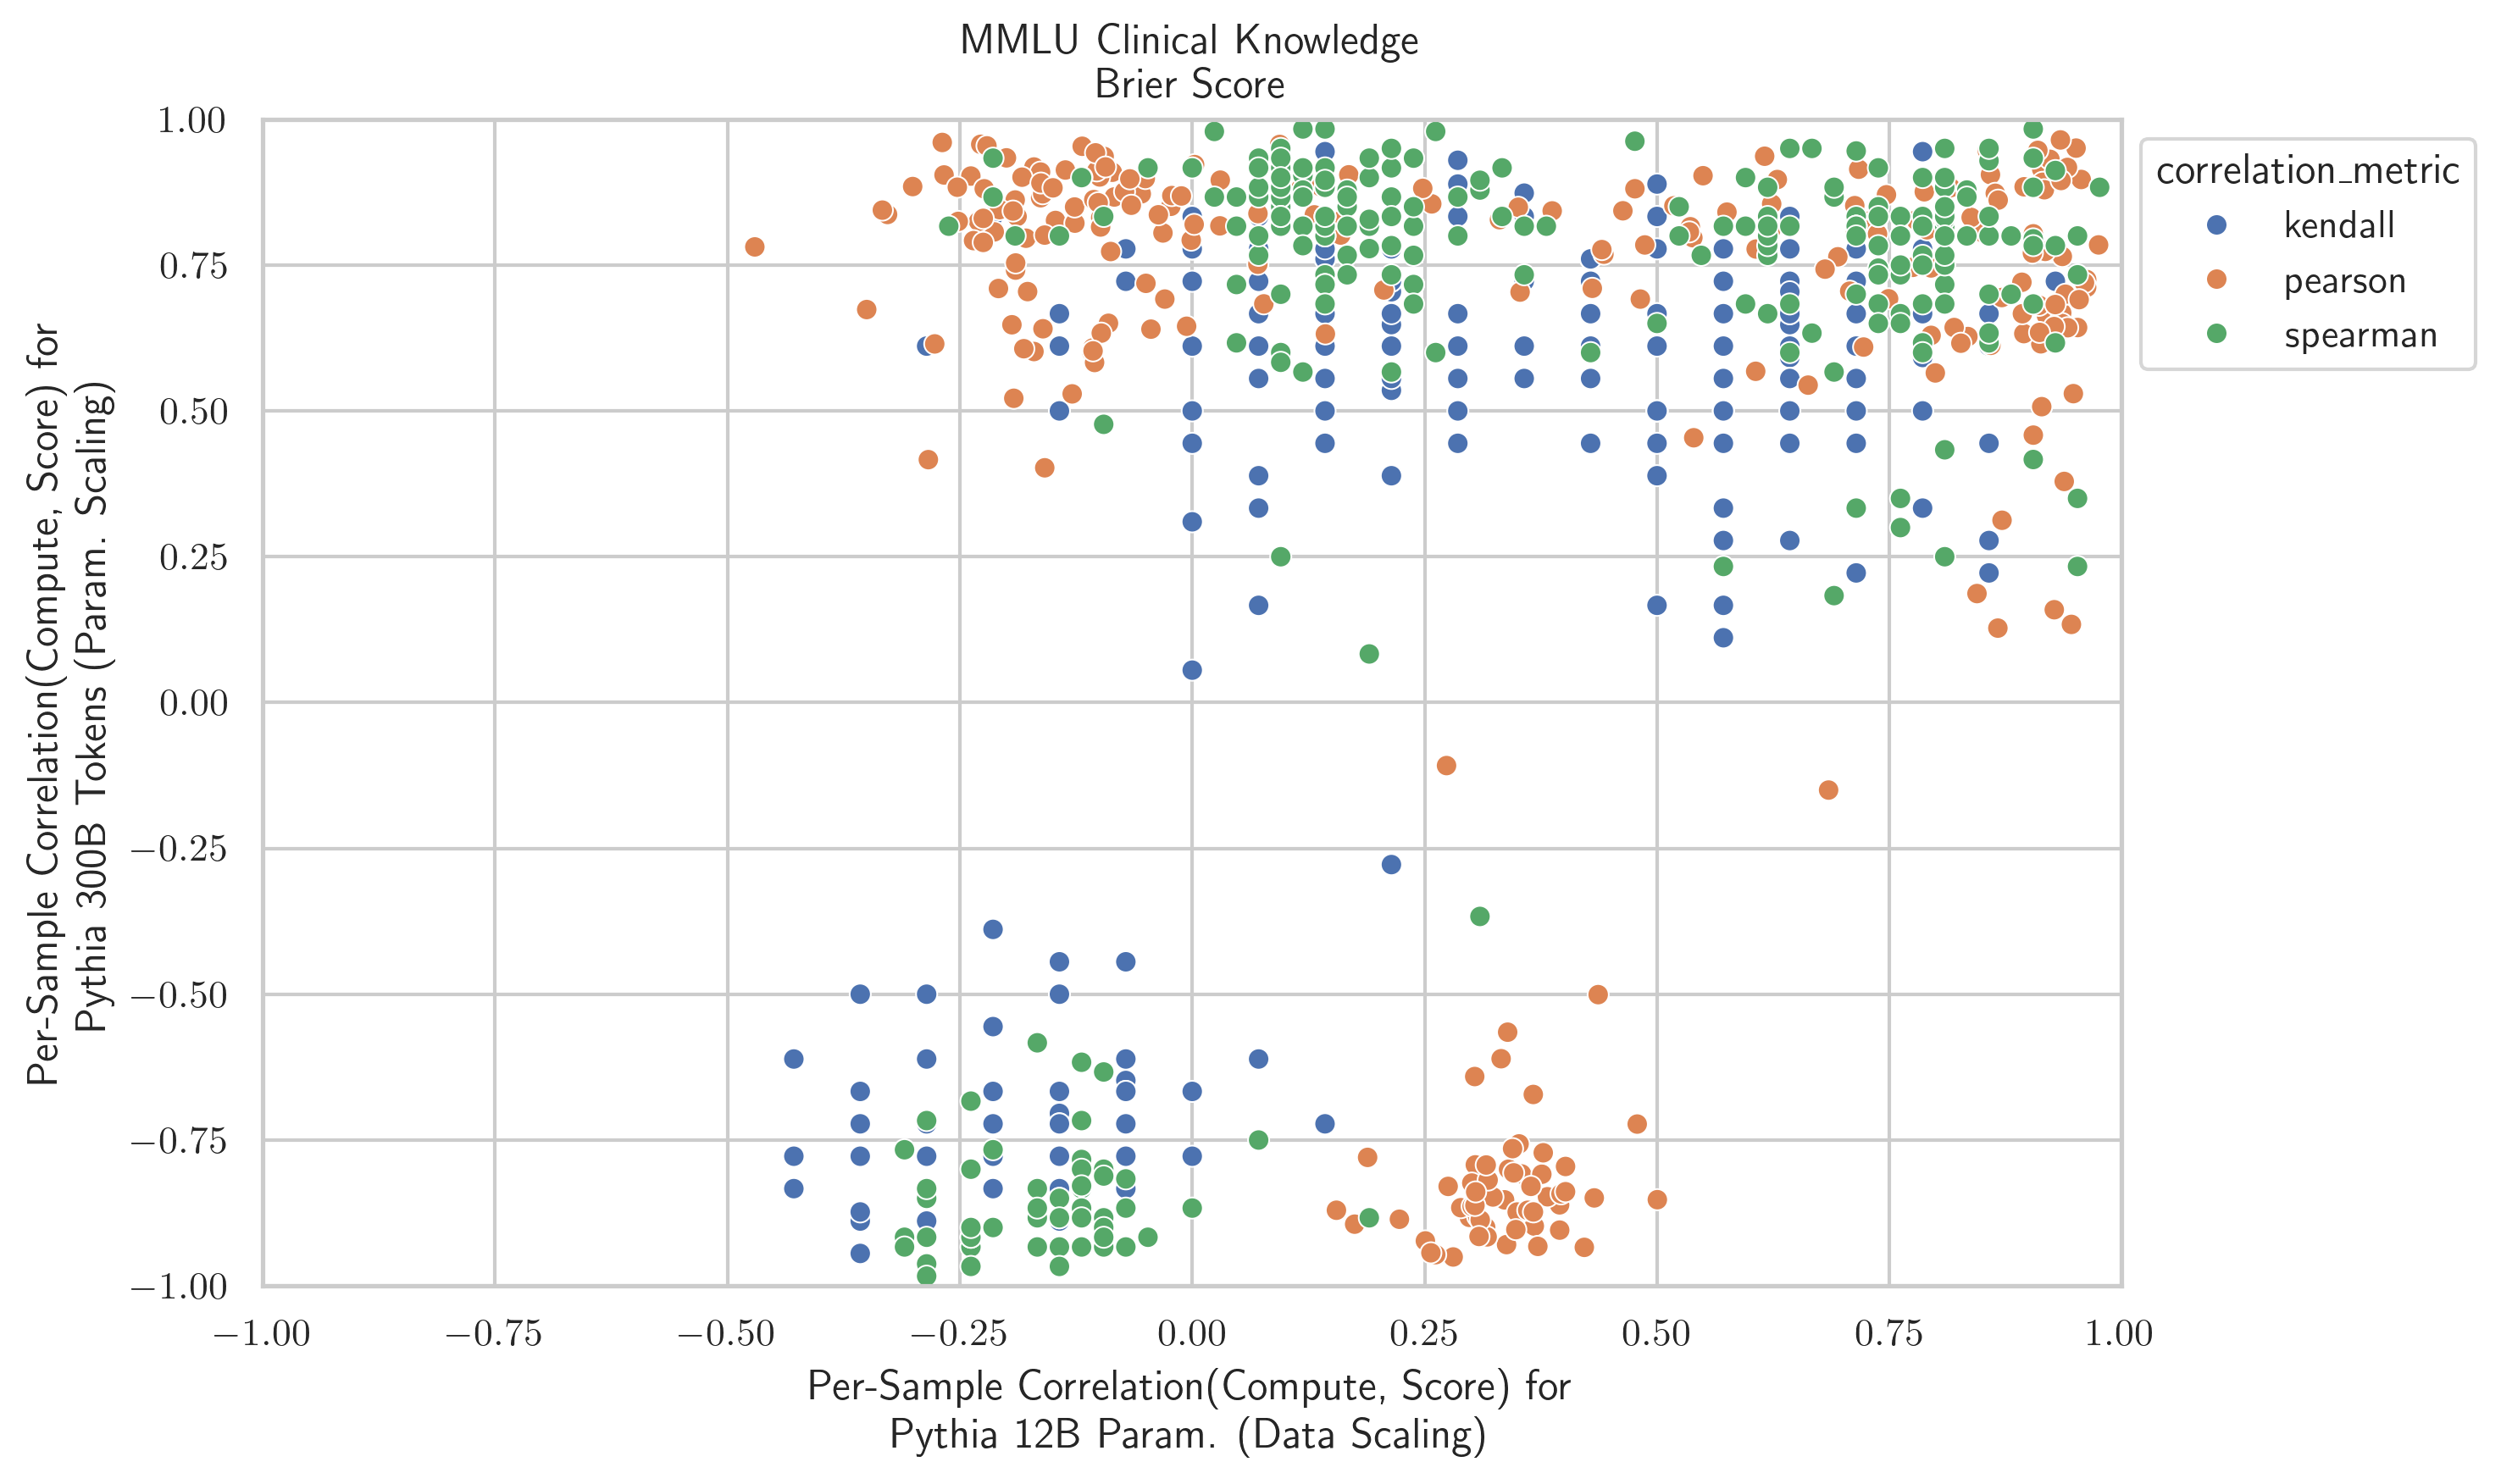 MMLU Clinical Knowledge
Brier Score
Per-Sample Correlation(Compute, Score) for
Pythia 300B Tokens (Param. Scaling)
1.00
0.75
0.50
0.25
0.00
−0.25
−0.50
−0.75
−1.00
−1.00 −0.75 −0.50 −0.25 0.00 0.25 0.50 0.75 1.00
Per-Sample Correlation(Compute, Score) for
Pythia 12B Param. (Data Scaling)
correlation_metric
kendall
pearson
spearman